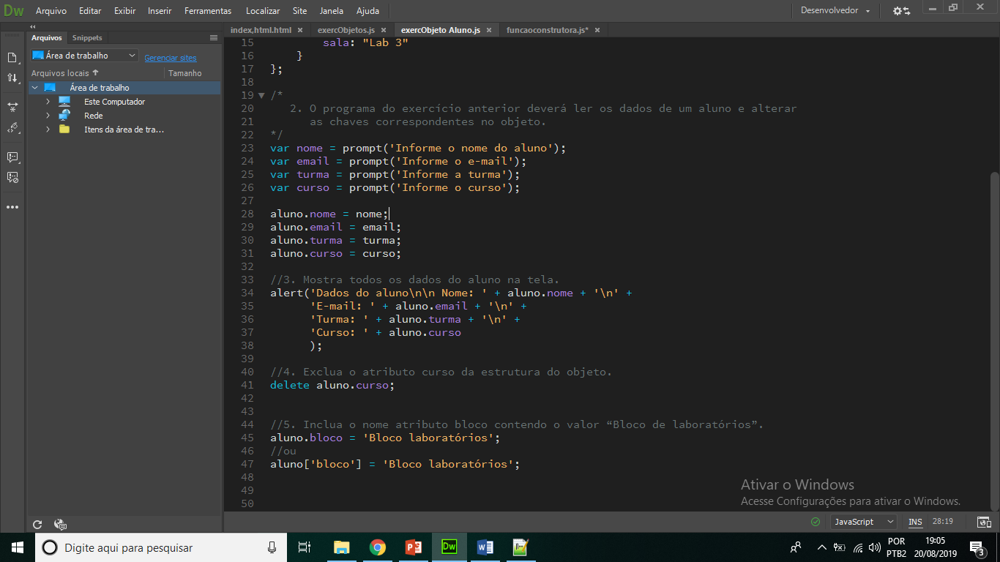 Dw Arquivo Editar Exibir Inserir Ferramentas Localizar Site Janela Ajuda Desenvolvedor
Arquivos Snippets
Área de trabalho Gerenciar sites
Arquivos locais Tamanho
Área de trabalho
Este Computador
Rede
Itens da área de tra...
index,html.html exercObjetos.js exercObjeto Aluno.js funcaoconstrutora.js*
15 sala: "Lab 3"
16 }
17 };
18
19 /*
20 2. O programa do exercício anterior deverá ler os dados de um aluno e alterar
21 as chaves correspondentes no objeto.
22 */
23 var nome = prompt('Informe o nome do aluno');
24 var email = prompt('Informe o e-mail');
25 var turma = prompt('Informe a turma');
26 var curso = prompt('Informe o curso');
27
28 aluno.nome = nome;
29 aluno.email = email;
30 aluno.turma = turma;
31 aluno.curso = curso;
32
33 //3. Mostra todos os dados do aluno na tela.
34 alert('Dados do aluno\n\n Nome: ' + aluno.nome + '\n' +
35 'E-mail: ' + aluno.email + '\n' +
36 'Turma: ' + aluno.turma + '\n' +
37 'Curso: ' + aluno.curso
38 );
39
40 //4. Exclua o atributo curso da estrutura do objeto.
41 delete aluno.curso;
42
43
44 //5. Inclua o nome atributo bloco contendo o valor “Bloco de laboratórios”.
45 aluno.bloco = 'Bloco laboratórios';
46 //ou
47 aluno['bloco'] = 'Bloco laboratórios';
48
49
50
Ativar o Windows
Acesse Configurações para ativar o Windows.
JavaScript INS 28:19
Digite aqui para pesquisar
Dw
POR
PTB2
19:05
20/08/2019
3